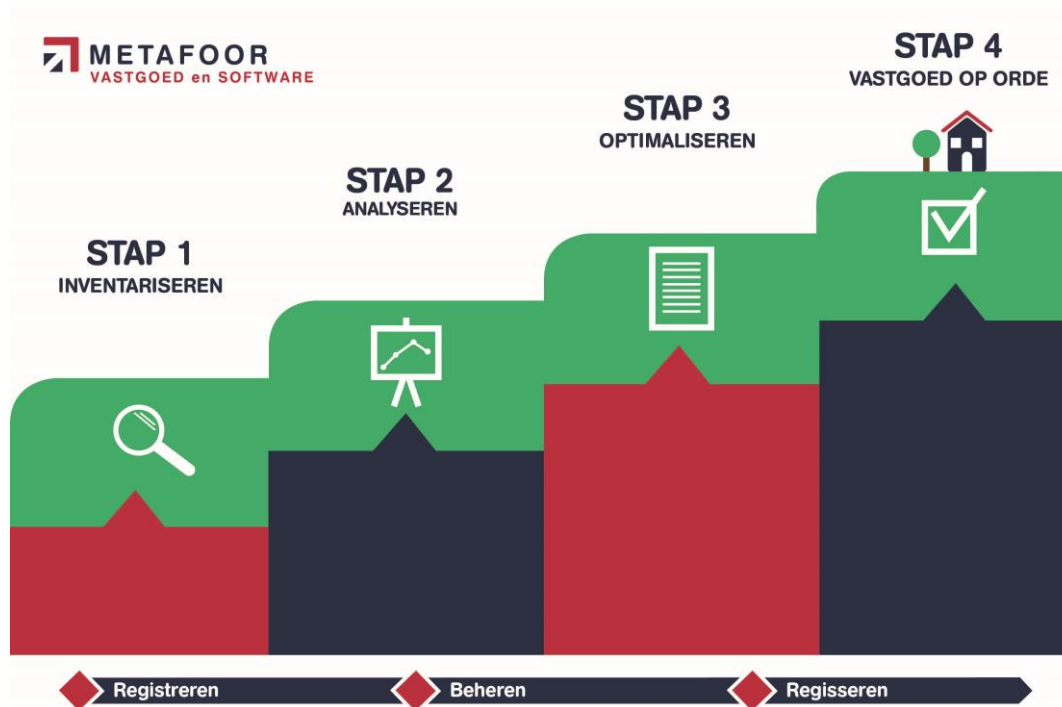 METAFOOR
VASTGOED en SOFTWARE
STAP 1
INVENTARISEREN
STAP 2
ANALYSEREN
STAP 3
OPTIMALISEREN
STAP 4
VASTGOED OP ORDE
Registreren
Beheren
Regisseren